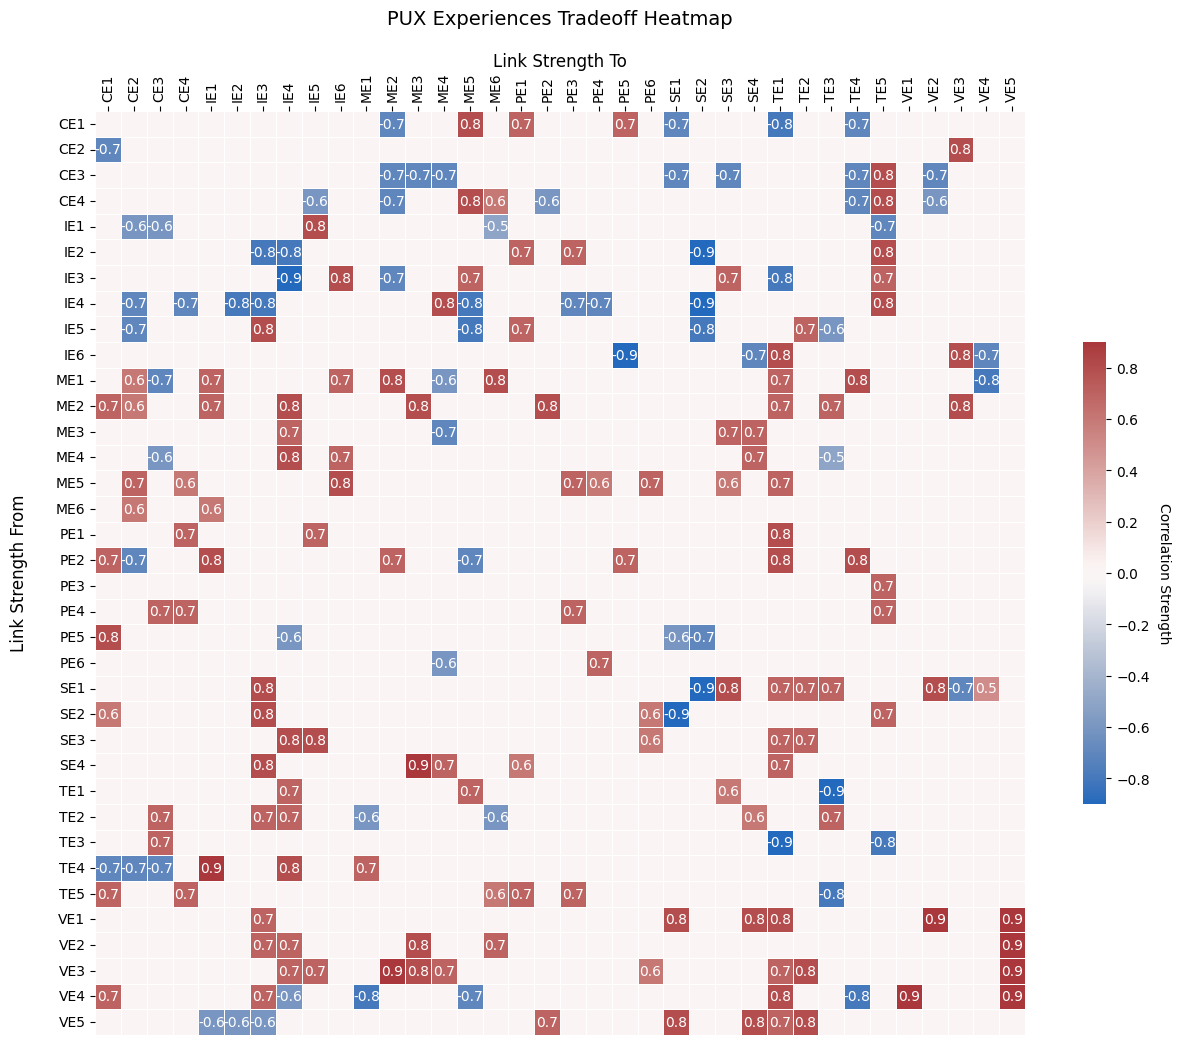 PUX Experiences Tradeoff Heatmap
Link Strength To
CE1 CE2 CE3 CE4 IE1 IE2 IE3 IE4 IE5 IE6 ME1 ME2 ME3 ME4 ME5 ME6 PE1 PE2 PE3 PE4 PE5 PE6 SE1 SE2 SE3 SE4 TE1 TE2 TE3 TE4 TE5 VE1 VE2 VE3 VE4 VE5
Link Strength From
CE1 -0.7 0.8 0.7 0.7 -0.7 -0.8 -0.7
CE2 -0.7 0.8
CE3 -0.7 -0.7 -0.7 -0.7 -0.7 -0.7 0.8 -0.7
CE4 -0.6 -0.7 0.8 0.6 -0.6 -0.7 0.8 -0.6
IE1 -0.6 -0.6 0.8 -0.5 -0.7
IE2 -0.8 -0.8 0.7 0.7 -0.9 0.8
IE3 -0.9 0.8 -0.7 0.7 0.7 -0.8 0.7
IE4 -0.7 -0.7 -0.8 -0.8 0.8 -0.8 -0.7 -0.7 -0.9 0.8
IE5 -0.7 0.8 -0.8 0.7 -0.8 0.7 -0.6
IE6 -0.9 -0.7 0.8 0.8 -0.7
ME1 0.6 -0.7 0.7 0.7 0.8 -0.6 0.8 0.7 0.8 -0.8
ME2 0.7 0.6 0.7 0.8 0.8 0.8 0.7 0.7 0.8
ME3 0.7 -0.7 0.7 0.7
ME4 -0.6 0.8 0.7 0.7 -0.5
ME5 0.7 0.6 0.8 0.7 0.6 0.7 0.6 0.7
ME6 0.6 0.6
PE1 0.7 0.7 0.8
PE2 0.7 -0.7 0.8 0.7 -0.7 0.7 0.8 0.8
PE3 0.7
PE4 0.7 0.7 0.7 0.7
PE5 0.8 -0.6 -0.6 -0.7
PE6 -0.6 0.7
SE1 0.8 -0.9 0.8 0.7 0.7 0.7 0.8 -0.7 0.5
SE2 0.6 0.8 0.6 -0.9 0.7
SE3 0.8 0.8 0.6 0.7 0.7
SE4 0.8 0.9 0.7 0.6 0.7
TE1 0.7 0.7 0.6 -0.9
TE2 0.7 0.7 0.7 -0.6 -0.6 0.6 0.7
TE3 0.7 -0.9 -0.8
TE4 -0.7 -0.7 -0.7 0.9 0.8 0.7
TE5 0.7 0.7 0.6 0.7 0.7 -0.8
VE1 0.7 0.8 0.8 0.8 0.9 0.9
VE2 0.7 0.7 0.8 0.7 0.9
VE3 0.7 0.7 0.9 0.8 0.7 0.6 0.7 0.8 0.9
VE4 0.7 0.7 -0.6 -0.8 -0.7 0.8 -0.8 0.9 0.9
VE5 -0.6 -0.6 -0.6 0.7 0.8 0.8 0.7 0.8
0.8
0.6
0.4
0.2
0.0
−0.2
−0.4
−0.6
−0.8
Correlation Strength